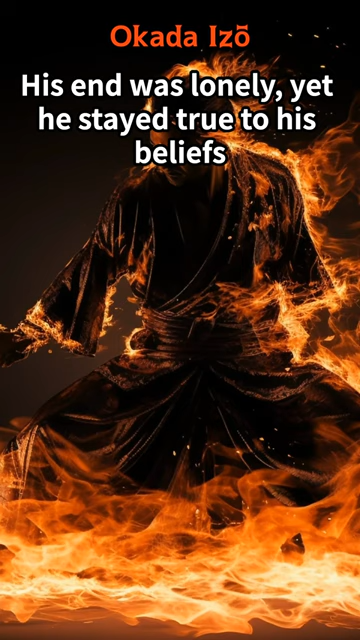 Okada Izō
His end was lonely, yet
he stayed true to his
beliefs